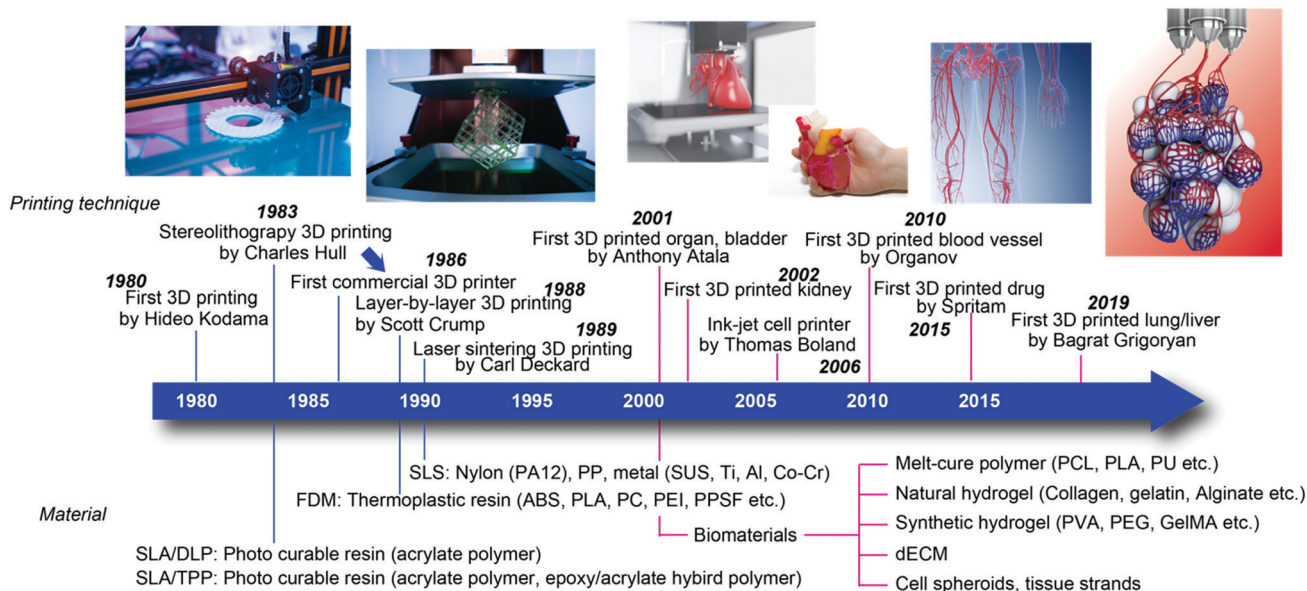 Printing technique
1980
First 3D printing
by Hideo Kodama
1983
Stereolithograpy 3D printing
by Charles Hull
1986
First commercial 3D printer
Layer-by-layer 3D printing
1988
by Scott Crump
1989
Laser sintering 3D printing
by Carl Deckard
2001
First 3D printed organ, bladder
by Anthony Atala
2002
First 3D printed kidney
Ink-jet cell printer
by Thomas Boland
2006
2010
First 3D printed blood vessel
by Organov
First 3D printed drug
by Spritam
2015
2019
First 3D printed lung/liver
by Bagrat Grigoryan
1980 1985 1990 1995 2000 2005 2010 2015
Material
SLS: Nylon (PA12), PP, metal (SUS, Ti, Al, Co-Cr)
FDM: Thermoplastic resin (ABS, PLA, PC, PEI, PPSF etc.)
SLA/DLP: Photo curable resin (acrylate polymer)
SLA/TPP: Photo curable resin (acrylate polymer, epoxy/acrylate hybird polymer)
Biomaterials
Melt-cure polymer (PCL, PLA, PU etc.)
Natural hydrogel (Collagen, gelatin, Alginate etc.)
Synthetic hydrogel (PVA, PEG, GelMA etc.)
dECM
Cell spheroids, tissue strands